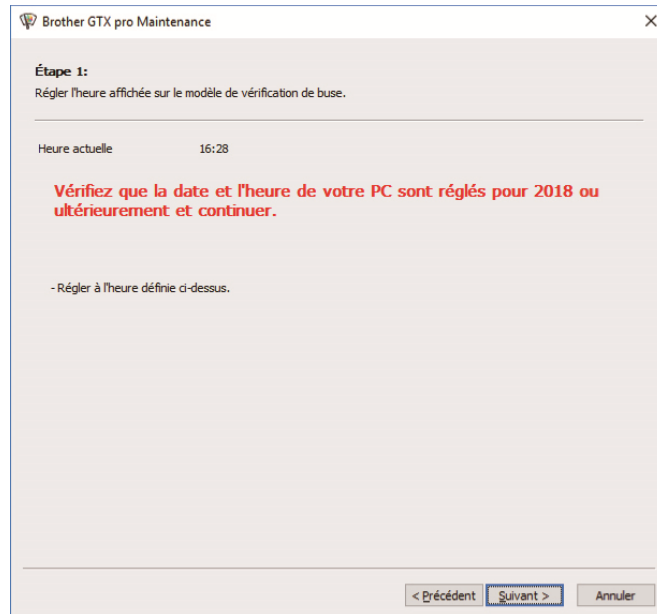 Brother GTX pro Maintenance
Étape 1:
Régler l'heure affichée sur le modèle de vérification de buse.
Heure actuelle 16:28
Vérifiez que la date et l'heure de votre PC sont réglés pour 2018 ou
ultérieurement et continuer.
- Régler à l'heure définie ci-dessus.
< Précédent Suivant > Annuler